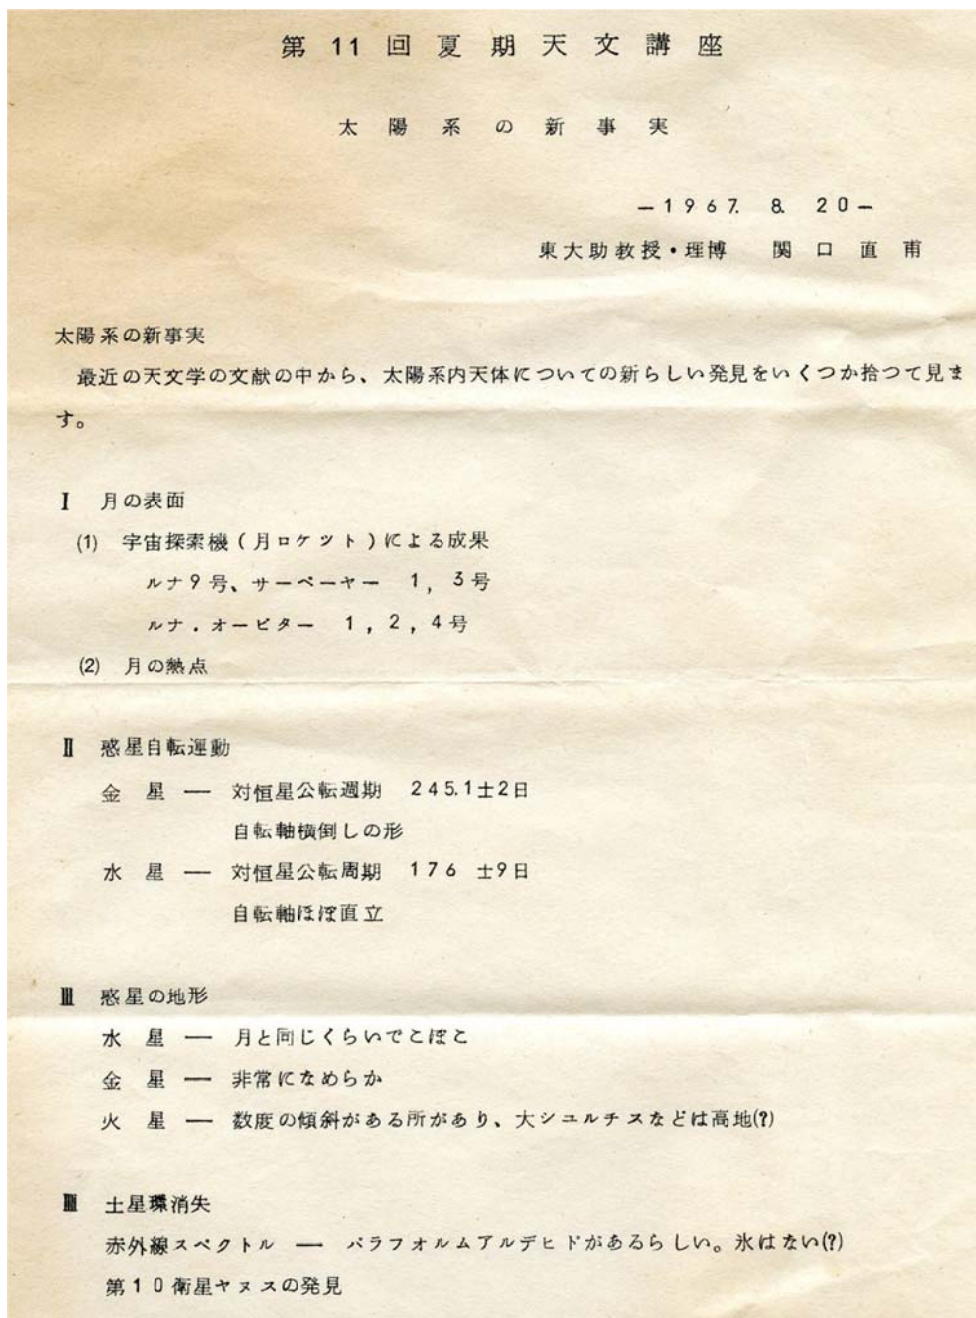 第11回夏期天文講座
太陽系の新事実
－1967. 8. 20－
東大助教授・理博　関口直甫
太陽系の新事実
最近の天文学の文献の中から、太陽系内天体についての新らしい発見をいくつか拾つて見ま
す。
Ⅰ　月の表面
(1)　宇宙探索機(月ロケツト)による成果
ルナ9号、サーベーヤー　1, 3号
ルナ．オービター　1, 2, 4号
(2)　月の熱点
Ⅱ　惑星自転運動
金　星 ── 対恒星公転週期　245.1±2日
自転軸横倒しの形
水　星 ── 対恒星公転周期　176 ±9日
自転軸ほぼ直立
Ⅲ　惑星の地形
水　星 ── 月と同じくらいでこぼこ
金　星 ── 非常になめらか
火　星 ── 数度の傾斜がある所があり、大シユルチスなどは高地(?)
ⅡⅡ　土星環消失
赤外線スペクトル ── パラフオルムアルデヒドがあるらしい。氷はない(?)
第10衛星ヤヌスの発見